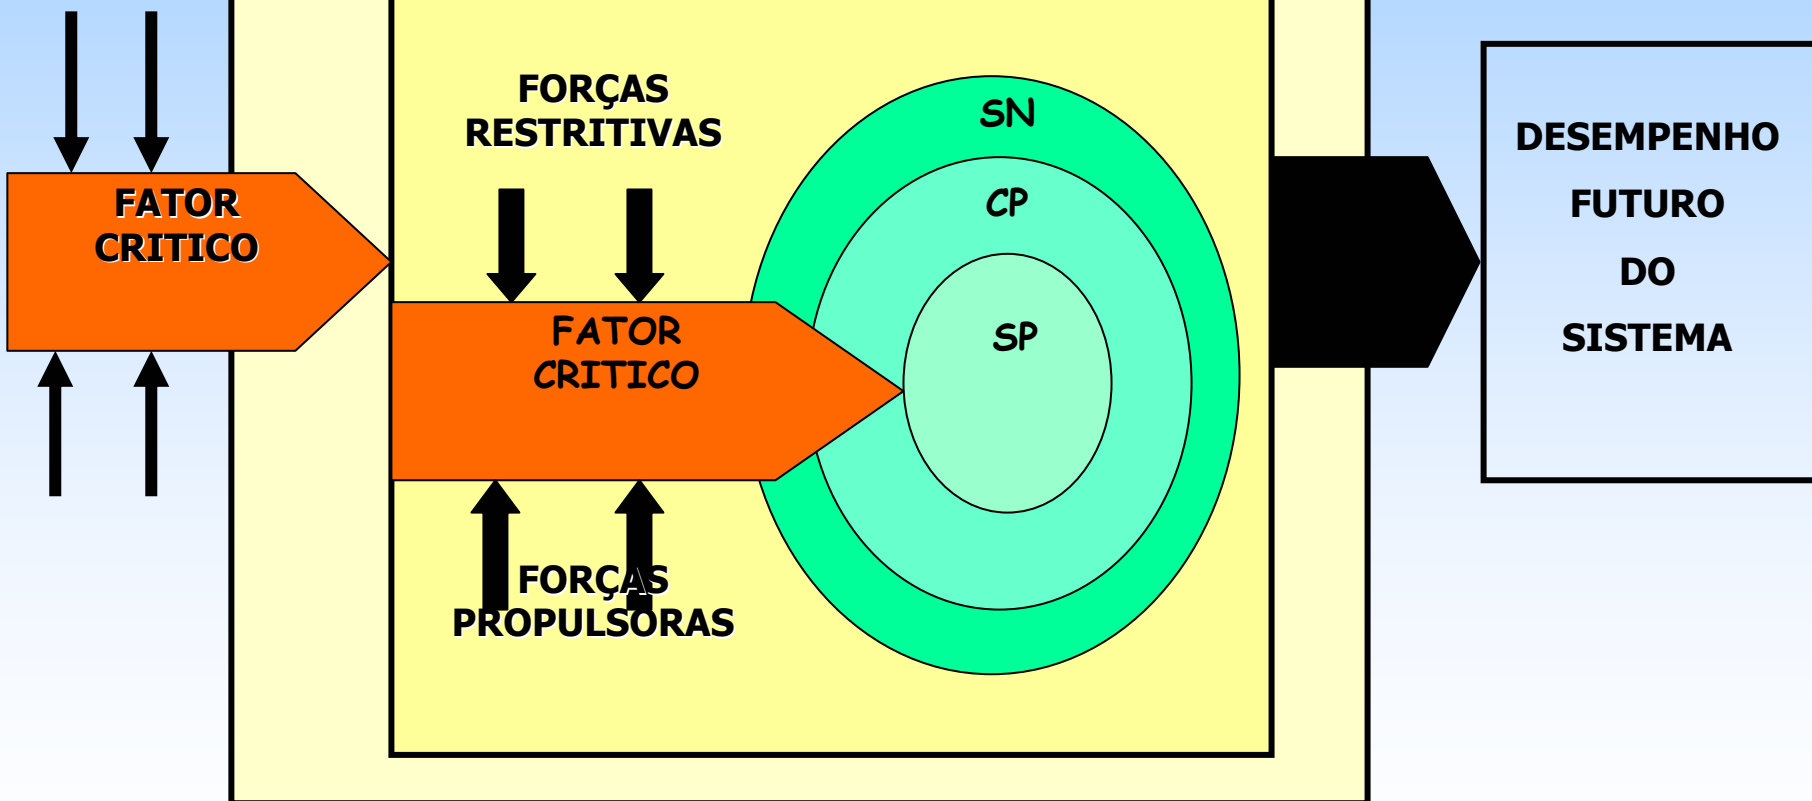 FATOR
CRITICO
FORÇAS
RESTRITIVAS
FATOR
CRITICO
FORÇAS
PROPULSORAS
SN
CP
SP
DESEMPENHO
FUTURO
DO
SISTEMA